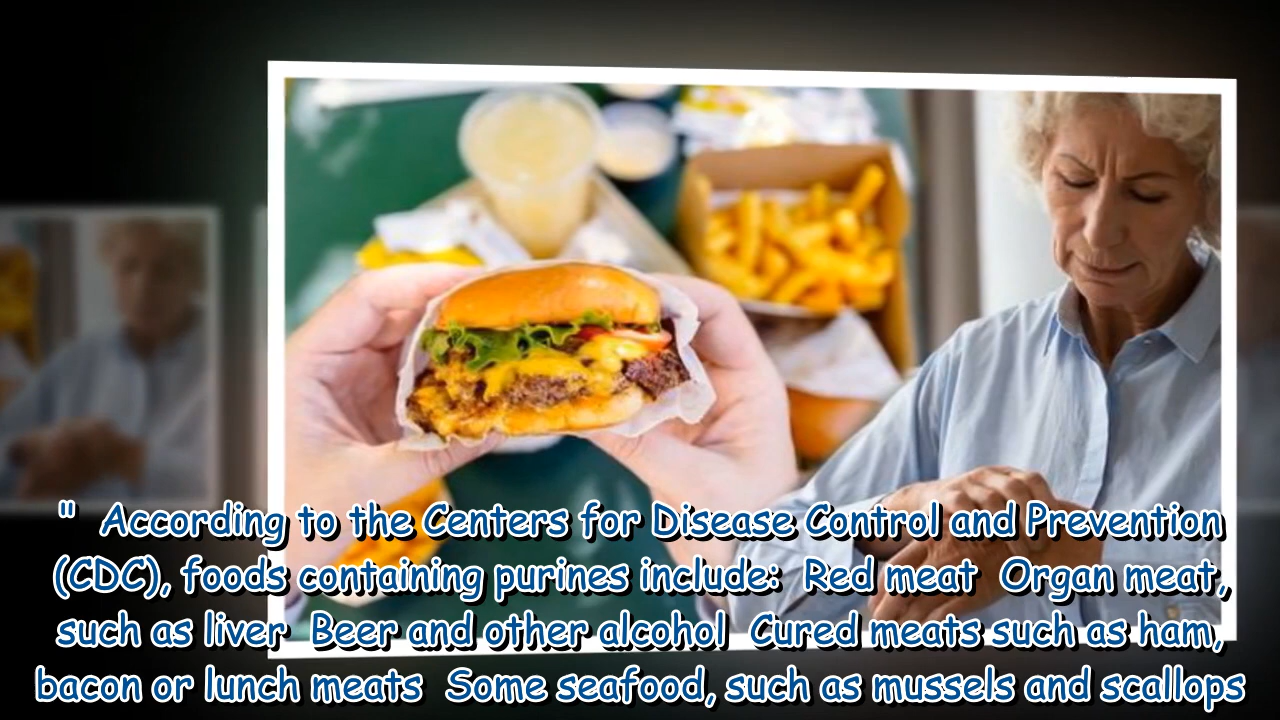 " According to the Centers for Disease Control and Prevention
(CDC), foods containing purines include: Red meat Organ meat,
such as liver Beer and other alcohol Cured meats such as ham,
bacon or lunch meats Some seafood, such as mussels and scallops